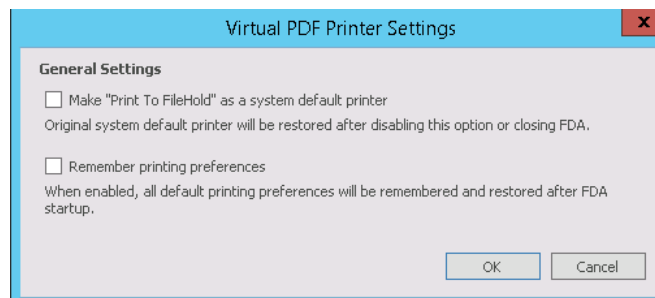 Virtual PDF Printer Settings
x
General Settings
Make "Print To FileHold" as a system default printer
Original system default printer will be restored after disabling this option or closing FDA.
Remember printing preferences
When enabled, all default printing preferences will be remembered and restored after FDA
startup.
OK
Cancel